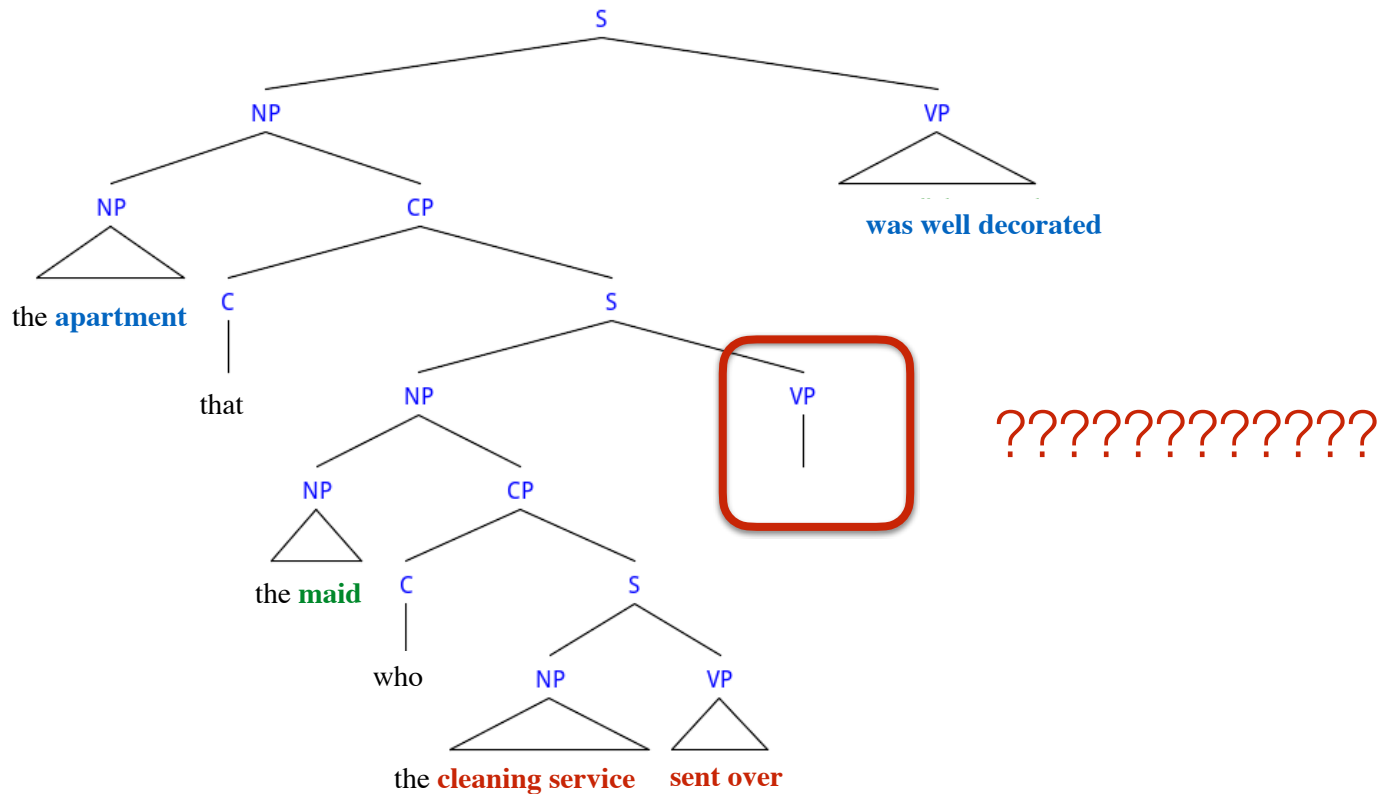 S
NP VP
NP CP
was well decorated
the apartment C S
that NP VP
????????????
NP CP
the maid C S
who NP VP
the cleaning service sent over